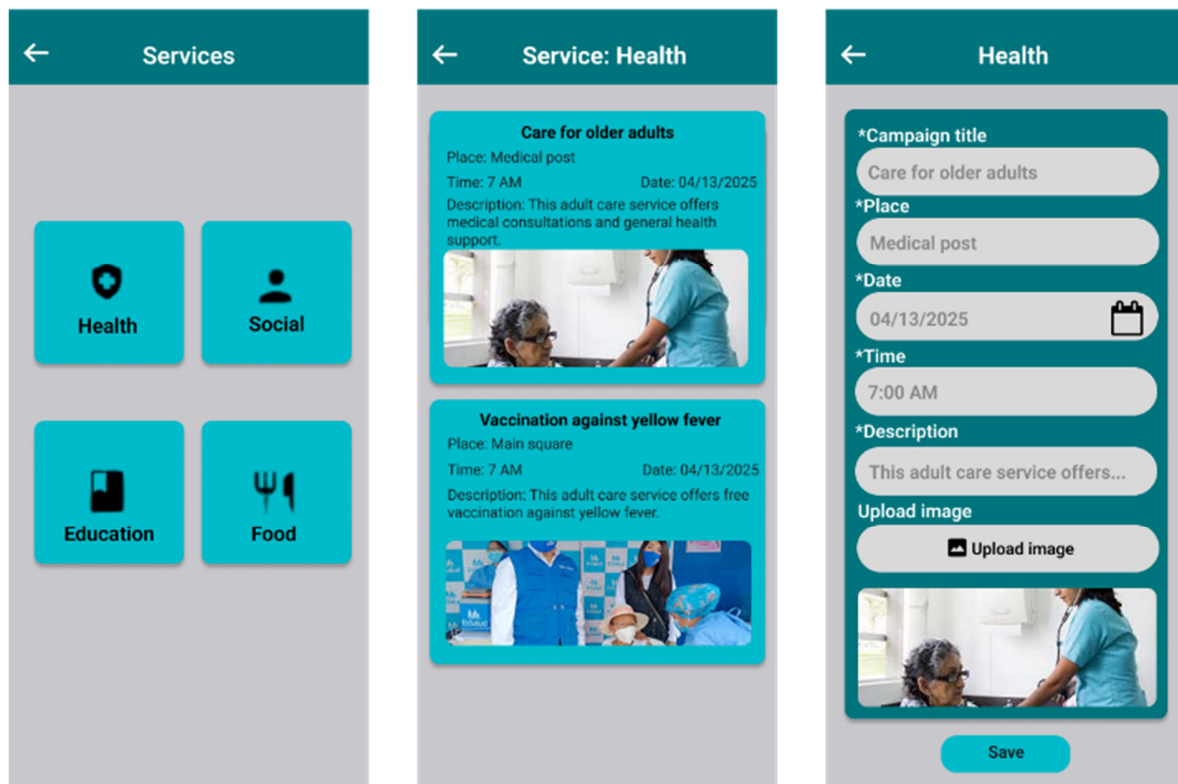 Services
Health
Social
Education
Food
Service: Health
Care for older adults
Place: Medical post
Time: 7 AM
Date: 04/13/2025
Description: This adult care service offers
medical consultations and general health
support.
Vaccination against yellow fever
Place: Main square
Time: 7 AM
Date: 04/13/2025
Description: This adult care service offers free
vaccination against yellow fever.
EsSalud
Health
*Campaign title
Care for older adults
*Place
Medical post
*Date
04/13/2025
*Time
7:00 AM
*Description
This adult care service offers...
Upload image
Upload image
Save